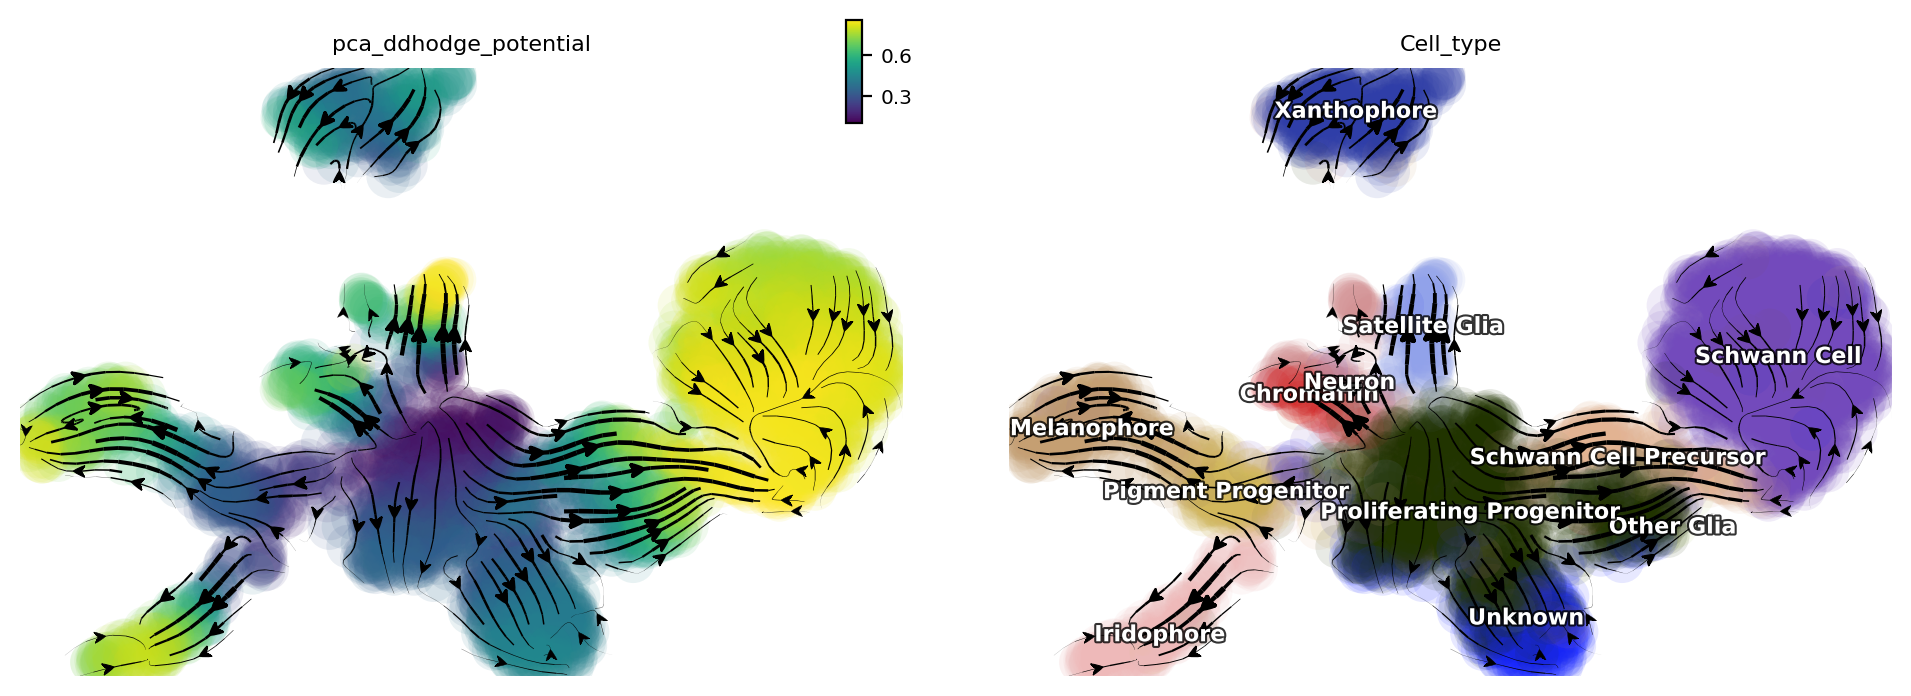 pca_ddhodge_potential
0.6
0.3
Cell_type
Xanthophore
Satellite Glia
Schwann Cell
Neuron
Chromaffin
Melanophore
Schwann Cell Precursor
Pigment Progenitor
Proliferating Progenitor
Other Glia
Unknown
Iridophore